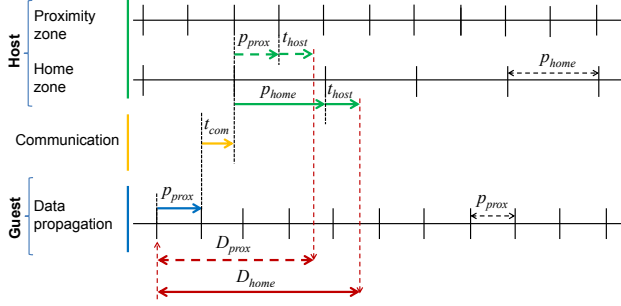 Host
Proximity
zone
p_prox t_host
Home
zone
p_home
p_home t_host
Communication
t_com
Guest
Data
propagation
p_prox
p_prox
D_prox
D_home